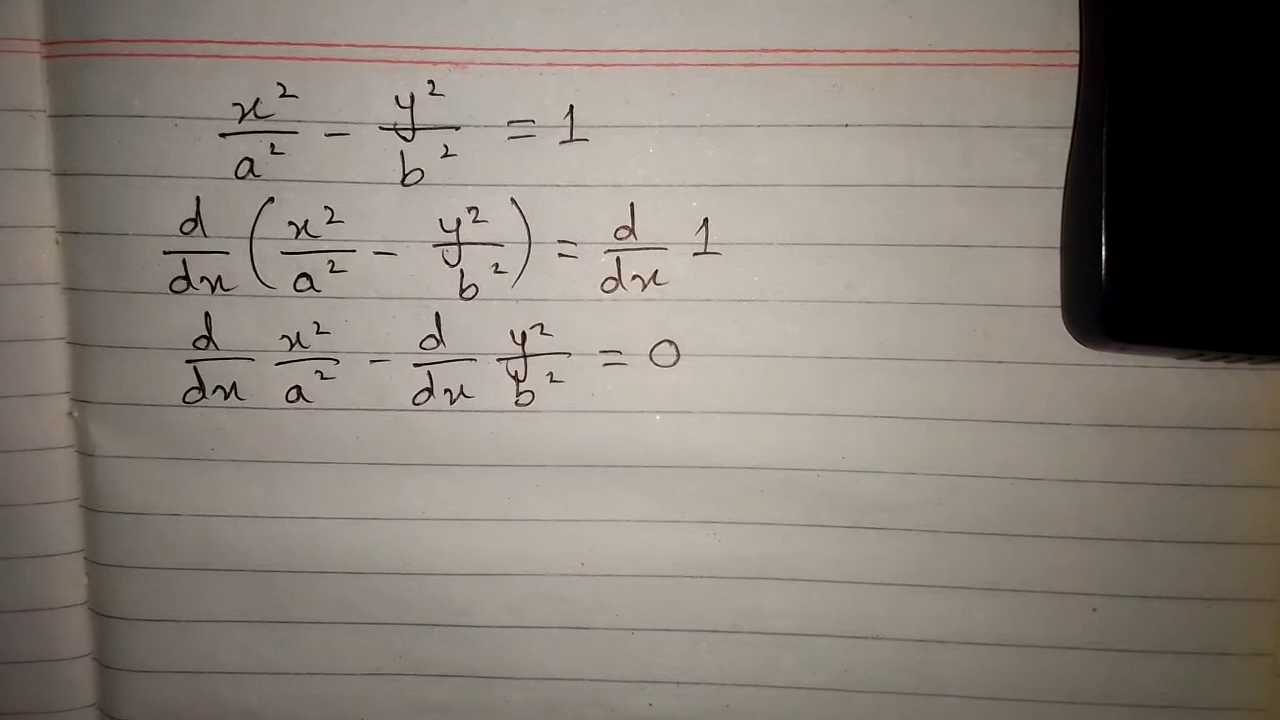 x²/a² - y²/b² = 1
d/dx (x²/a² - y²/b²) = d/dx 1
d/dx x²/a² - d/dx y²/b² = 0